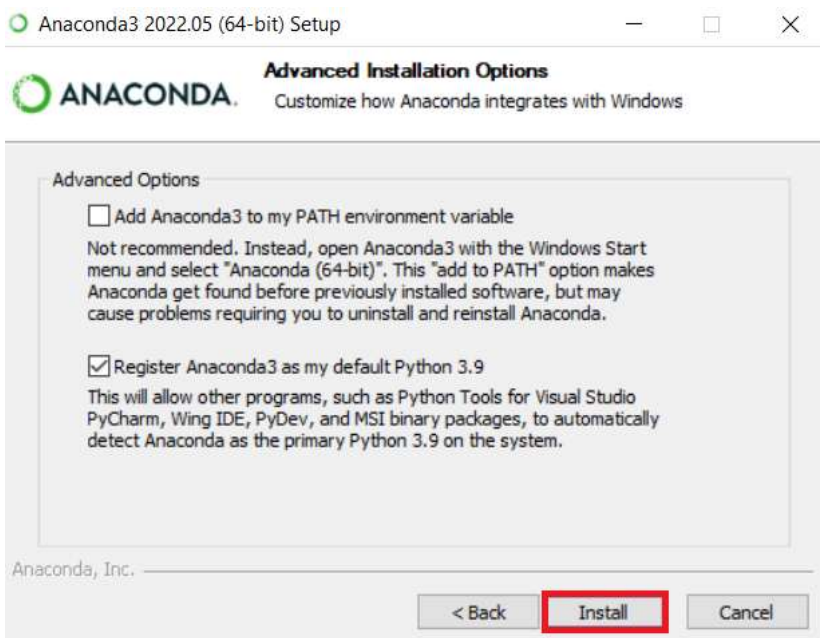 Anaconda3 2022.05 (64-bit) Setup
ANACONDA.
Advanced Installation Options
Customize how Anaconda integrates with Windows
Advanced Options
Add Anaconda3 to my PATH environment variable
Not recommended. Instead, open Anaconda3 with the Windows Start
menu and select "Anaconda (64-bit)". This "add to PATH" option makes
Anaconda get found before previously installed software, but may
cause problems requiring you to uninstall and reinstall Anaconda.
Register Anaconda3 as my default Python 3.9
This will allow other programs, such as Python Tools for Visual Studio
PyCharm, Wing IDE, PyDev, and MSI binary packages, to automatically
detect Anaconda as the primary Python 3.9 on the system.
Anaconda, Inc.
< Back Install Cancel